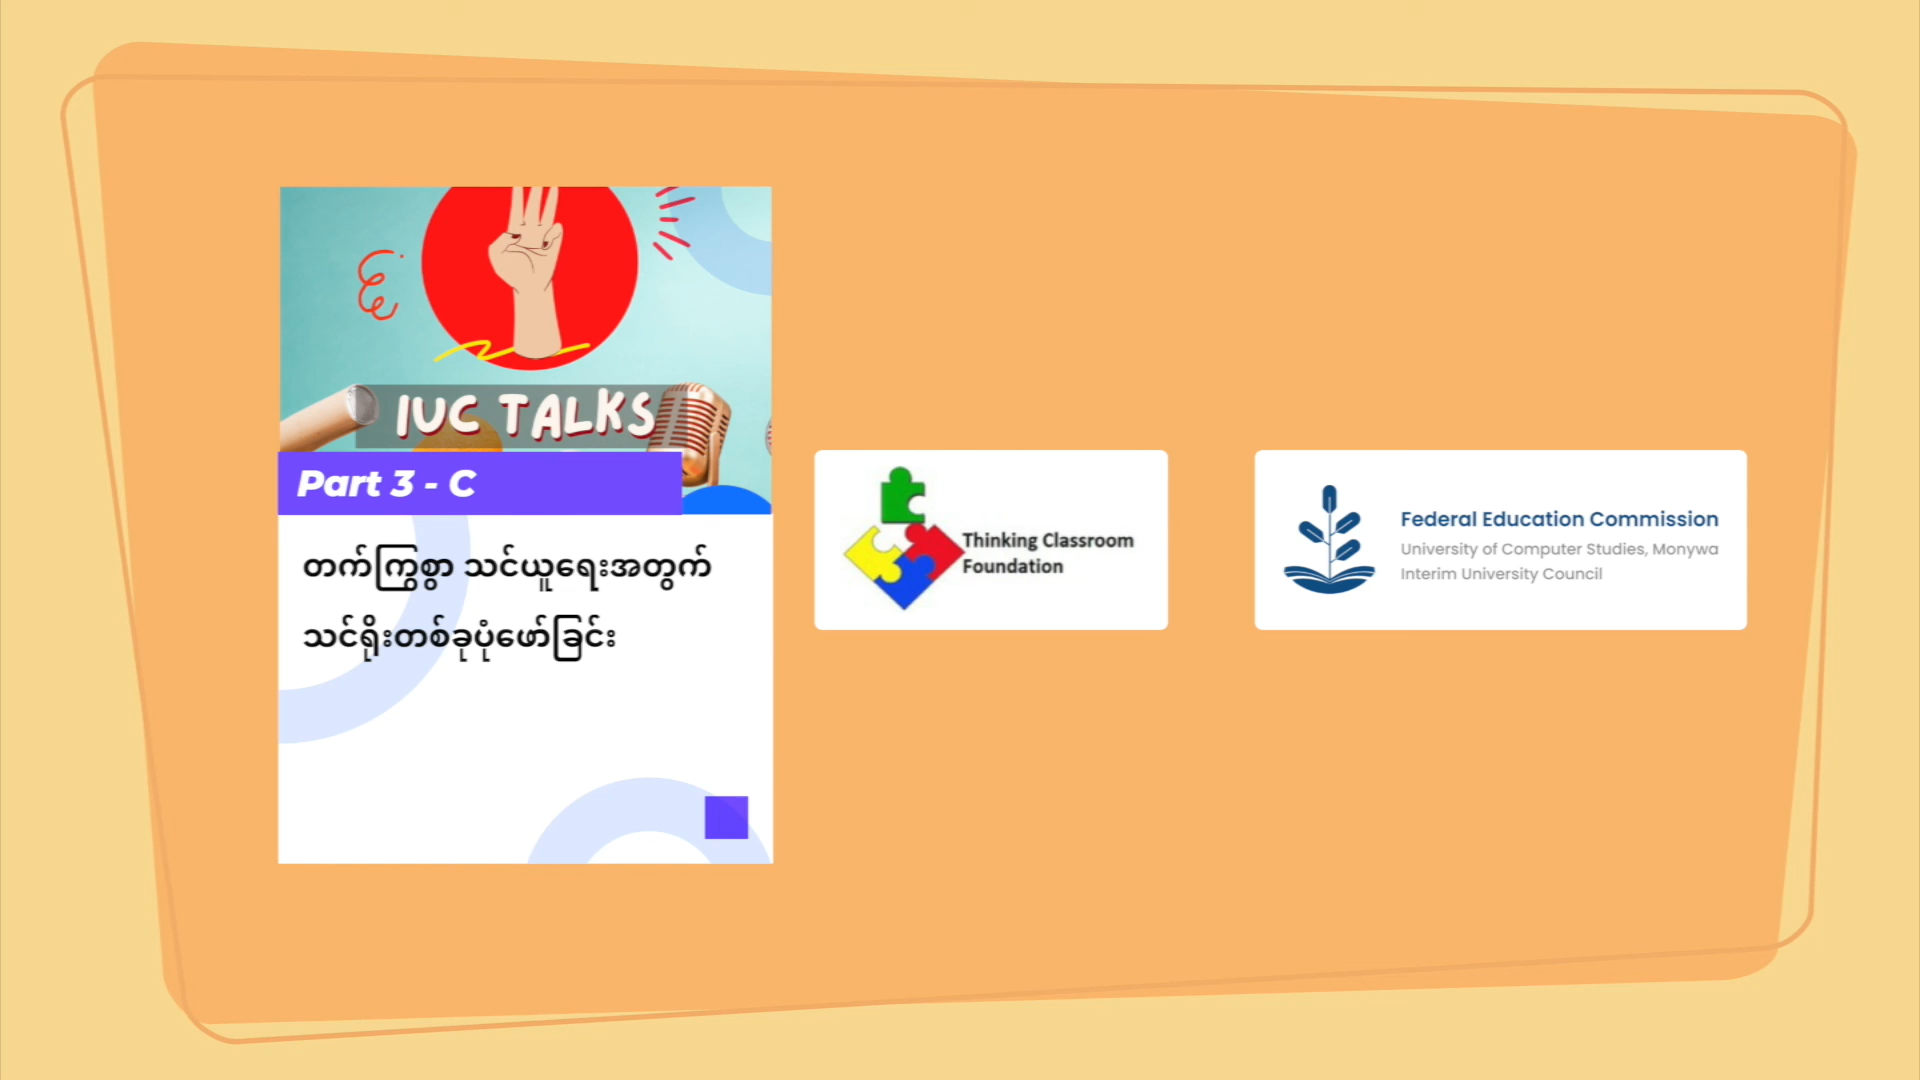 IUC TALKS
Part 3 - C
တက်ကြွစွာ သင်ယူရေးအတွက်
သင်ရိုးတစ်ခုပုံဖော်ခြင်း
Thinking Classroom
Foundation
Federal Education Commission
University of Computer Studies, Monywa
Interim University Council